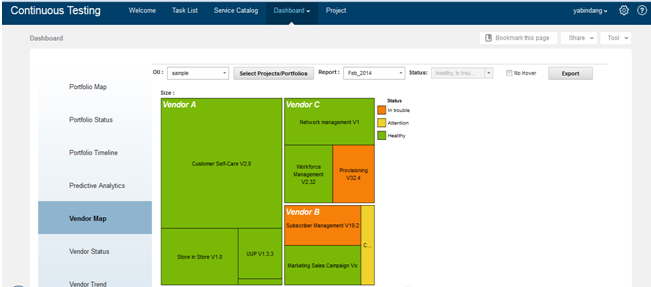 Continuous Testing Welcome Task List Service Catalog Dashboard Project yabindang
Dashboard Bookmark this page Share Tool
OU : sample Select Projects/Portfolios Report : Feb_2014 Status: Healthy, In trou... No Hover Export
Portfolio Map
Portfolio Status
Portfolio Timeline
Predictive Analytics
Vendor Map
Vendor Status
Vendor Trend
Size :
Vendor A
Customer Self-Care V2.0
Store in Store V1.0
UUP V1.3.3
Vendor C
Network management V1
Workforce
Management
V2.32
Provisioning
V32.4
Vendor B
Subscriber Management V19.2
Marketing Sales Campaign Vx
C...
Status
In trouble
Attention
Healthy